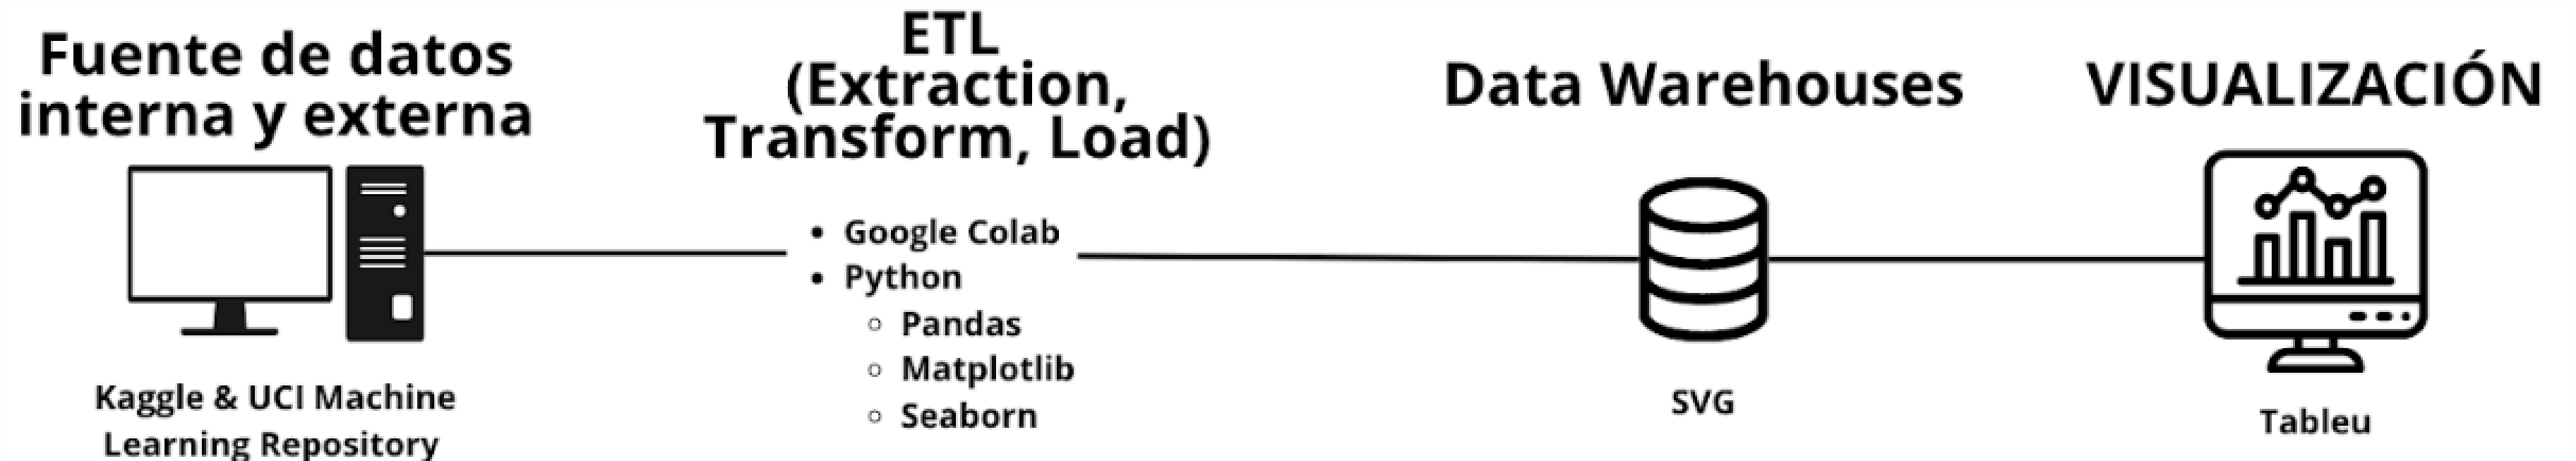 Fuente de datos
interna y externa
Kaggle & UCI Machine
Learning Repository
ETL
(Extraction,
Transform, Load)
• Google Colab
• Python
○ Pandas
○ Matplotlib
○ Seaborn
Data Warehouses
SVG
VISUALIZACIÓN
Tableu